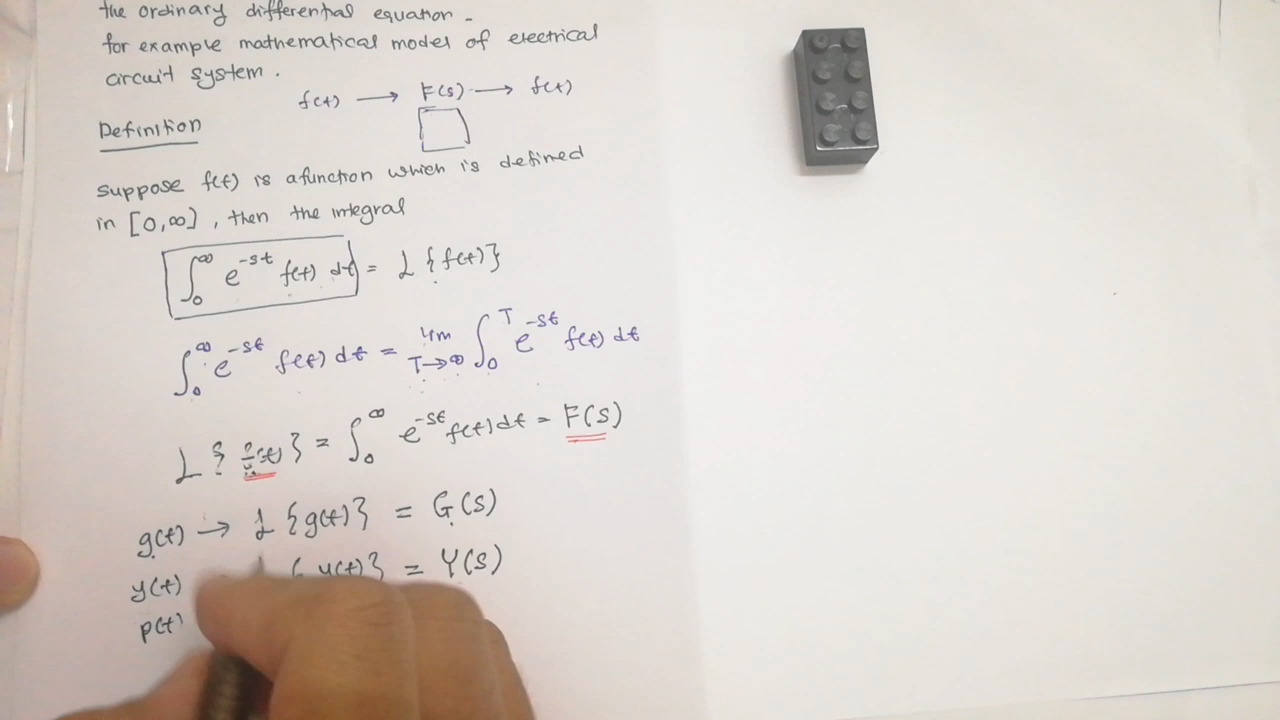 the ordinary differential equation -
for example mathematical model of electrical
circuit system.
f(t) → F(s) → f(t)
Definition
suppose f(t) is a function which is defined
in [0,∞], then the integral
∫₀^∞ e^-st f(t) dt = L {f(t)}
∫₀^∞ e^-st f(t) dt = lim T→∞ ∫₀^T e^-st f(t) dt
L { (t) } = ∫₀^∞ e^-st f(t) dt = F(s)
g(t) → L {g(t)} = G(s)
y(t) { y(t)} = Y(s)
p(t)